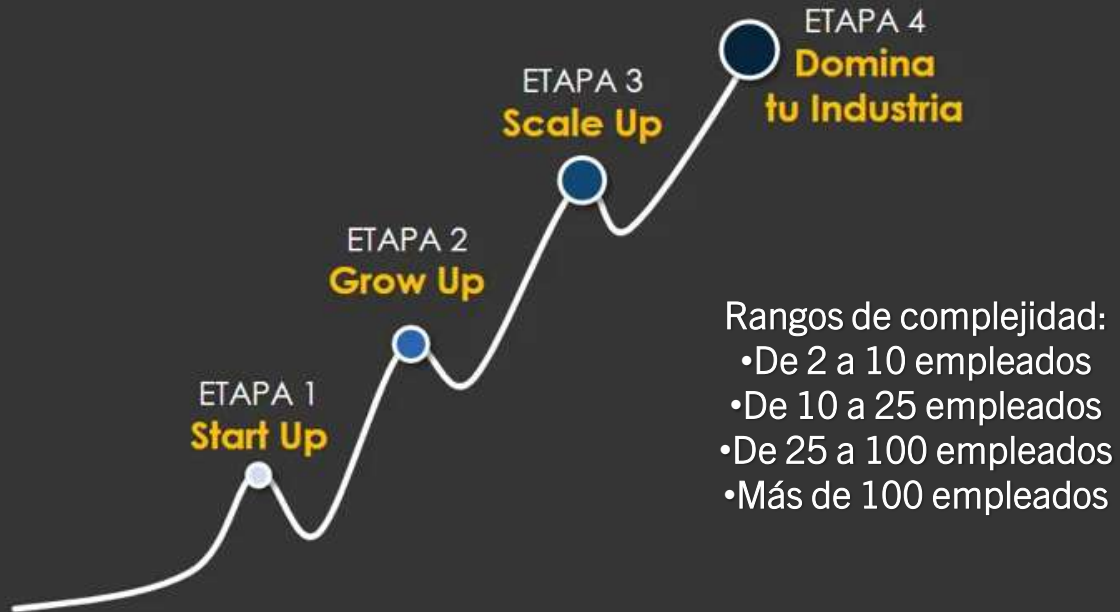 ETAPA 4
Domina
tu Industria
ETAPA 3
Scale Up
ETAPA 2
Grow Up
ETAPA 1
Start Up
Rangos de complejidad:
•De 2 a 10 empleados
•De 10 a 25 empleados
•De 25 a 100 empleados
•Más de 100 empleados